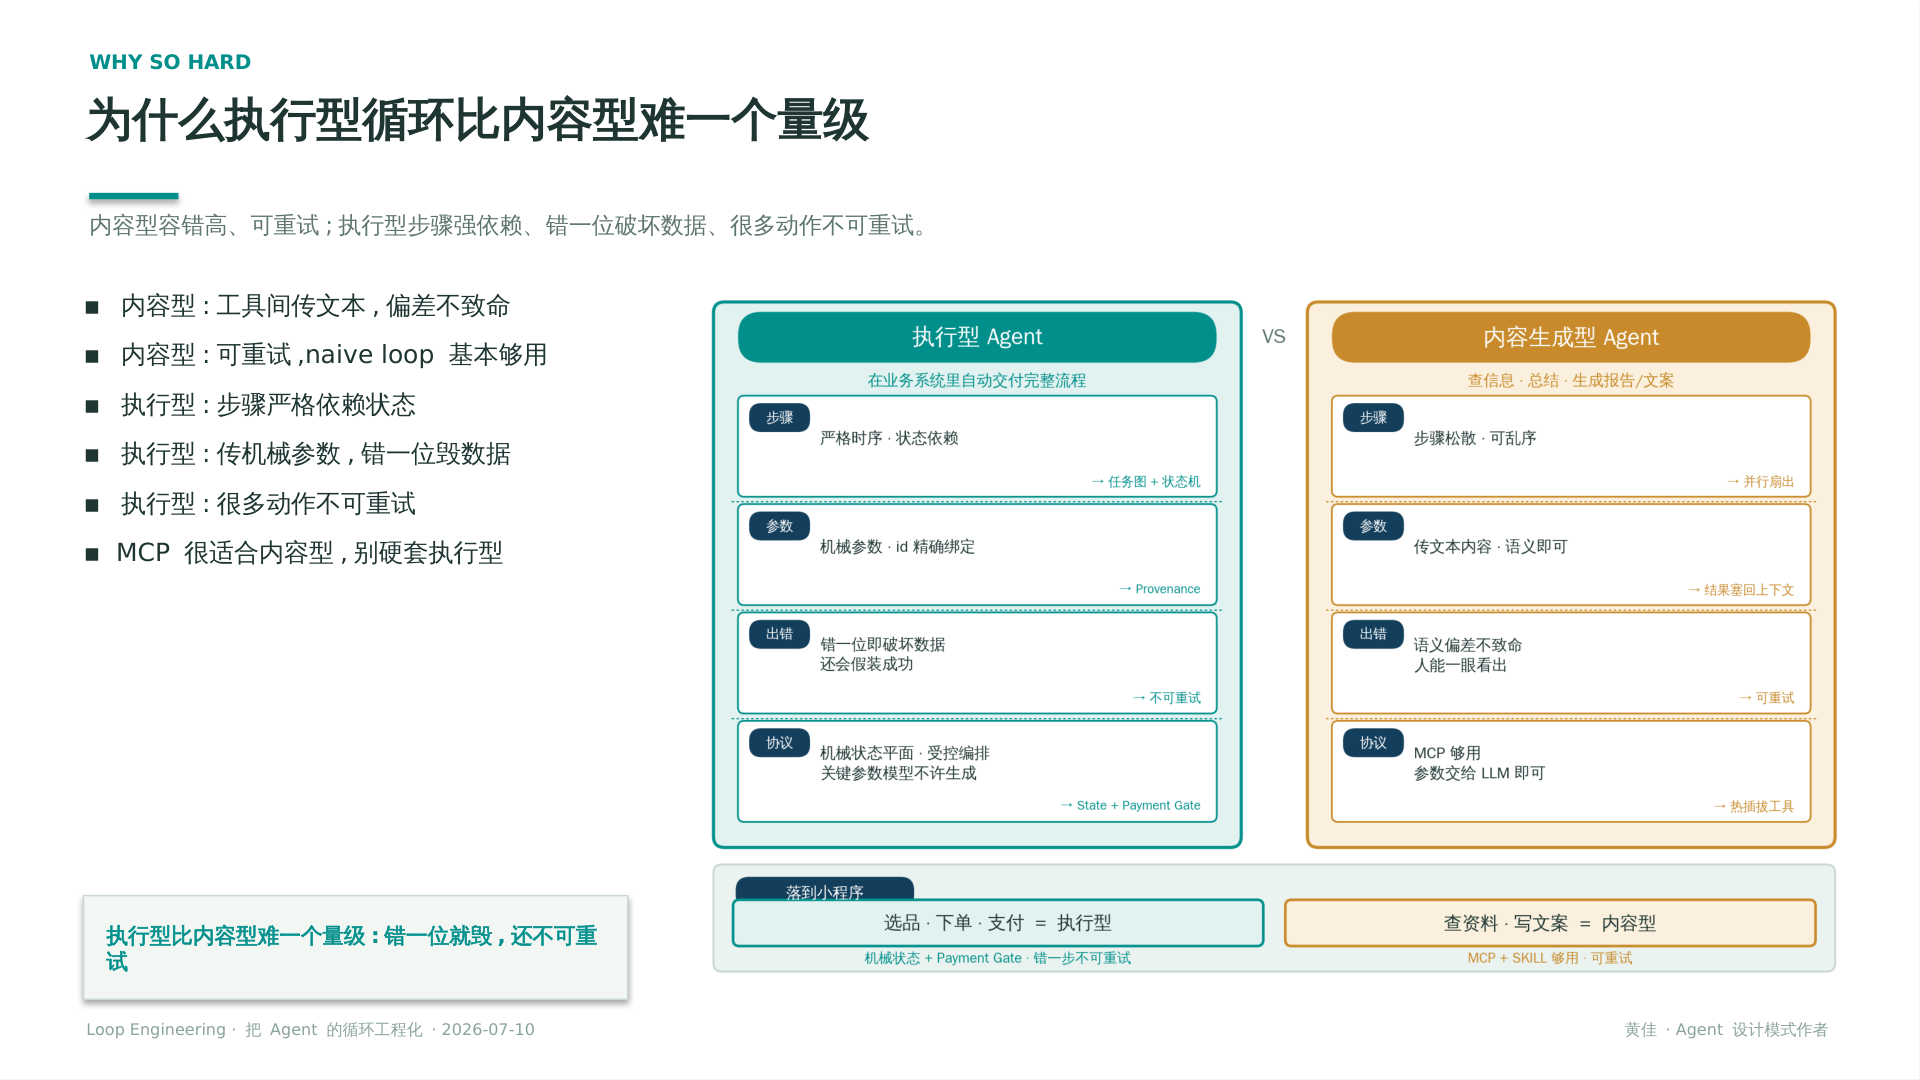 WHY SO HARD
为什么执行型循环比内容型难一个量级
内容型容错高、可重试;执行型步骤强依赖、错一位破坏数据、很多动作不可重试。
■ 内容型:工具间传文本,偏差不致命
■ 内容型:可重试,naive loop 基本够用
■ 执行型:步骤严格依赖状态
■ 执行型:传机械参数,错一位毁数据
■ 执行型:很多动作不可重试
■ MCP 很适合内容型,别硬套执行型
执行型比内容型难一个量级:错一位就毁,还不可重
试
执行型 Agent
在业务系统里自动交付完整流程
步骤
严格时序 · 状态依赖
→ 任务图 + 状态机
参数
机械参数 · id 精确绑定
→ Provenance
出错
错一位即破坏数据
还会假装成功
→ 不可重试
协议
机械状态平面 · 受控编排
关键参数模型不许生成
→ State + Payment Gate
VS
内容生成型 Agent
查信息 · 总结 · 生成报告/文案
步骤
步骤松散 · 可乱序
→ 并行扇出
参数
传文本内容 · 语义即可
→ 结果塞回上下文
出错
语义偏差不致命
人能一眼看出
→ 可重试
协议
MCP 够用
参数交给 LLM 即可
→ 热插拔工具
落到小程序
选品 · 下单 · 支付 = 执行型
机械状态 + Payment Gate · 错一步不可重试
查资料 · 写文案 = 内容型
MCP + SKILL 够用 · 可重试
Loop Engineering · 把 Agent 的循环工程化 · 2026-07-10
黄佳 · Agent 设计模式作者